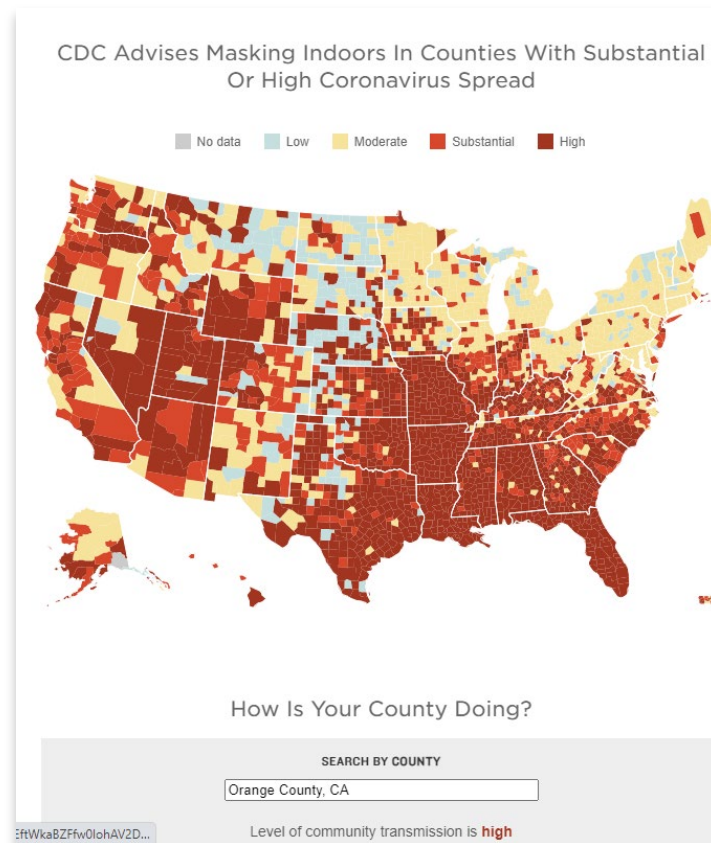 CDC Advises Masking Indoors In Counties With Substantial
Or High Coronavirus Spread
No data Low Moderate Substantial High
How Is Your County Doing?
SEARCH BY COUNTY
Orange County, CA
Level of community transmission is high